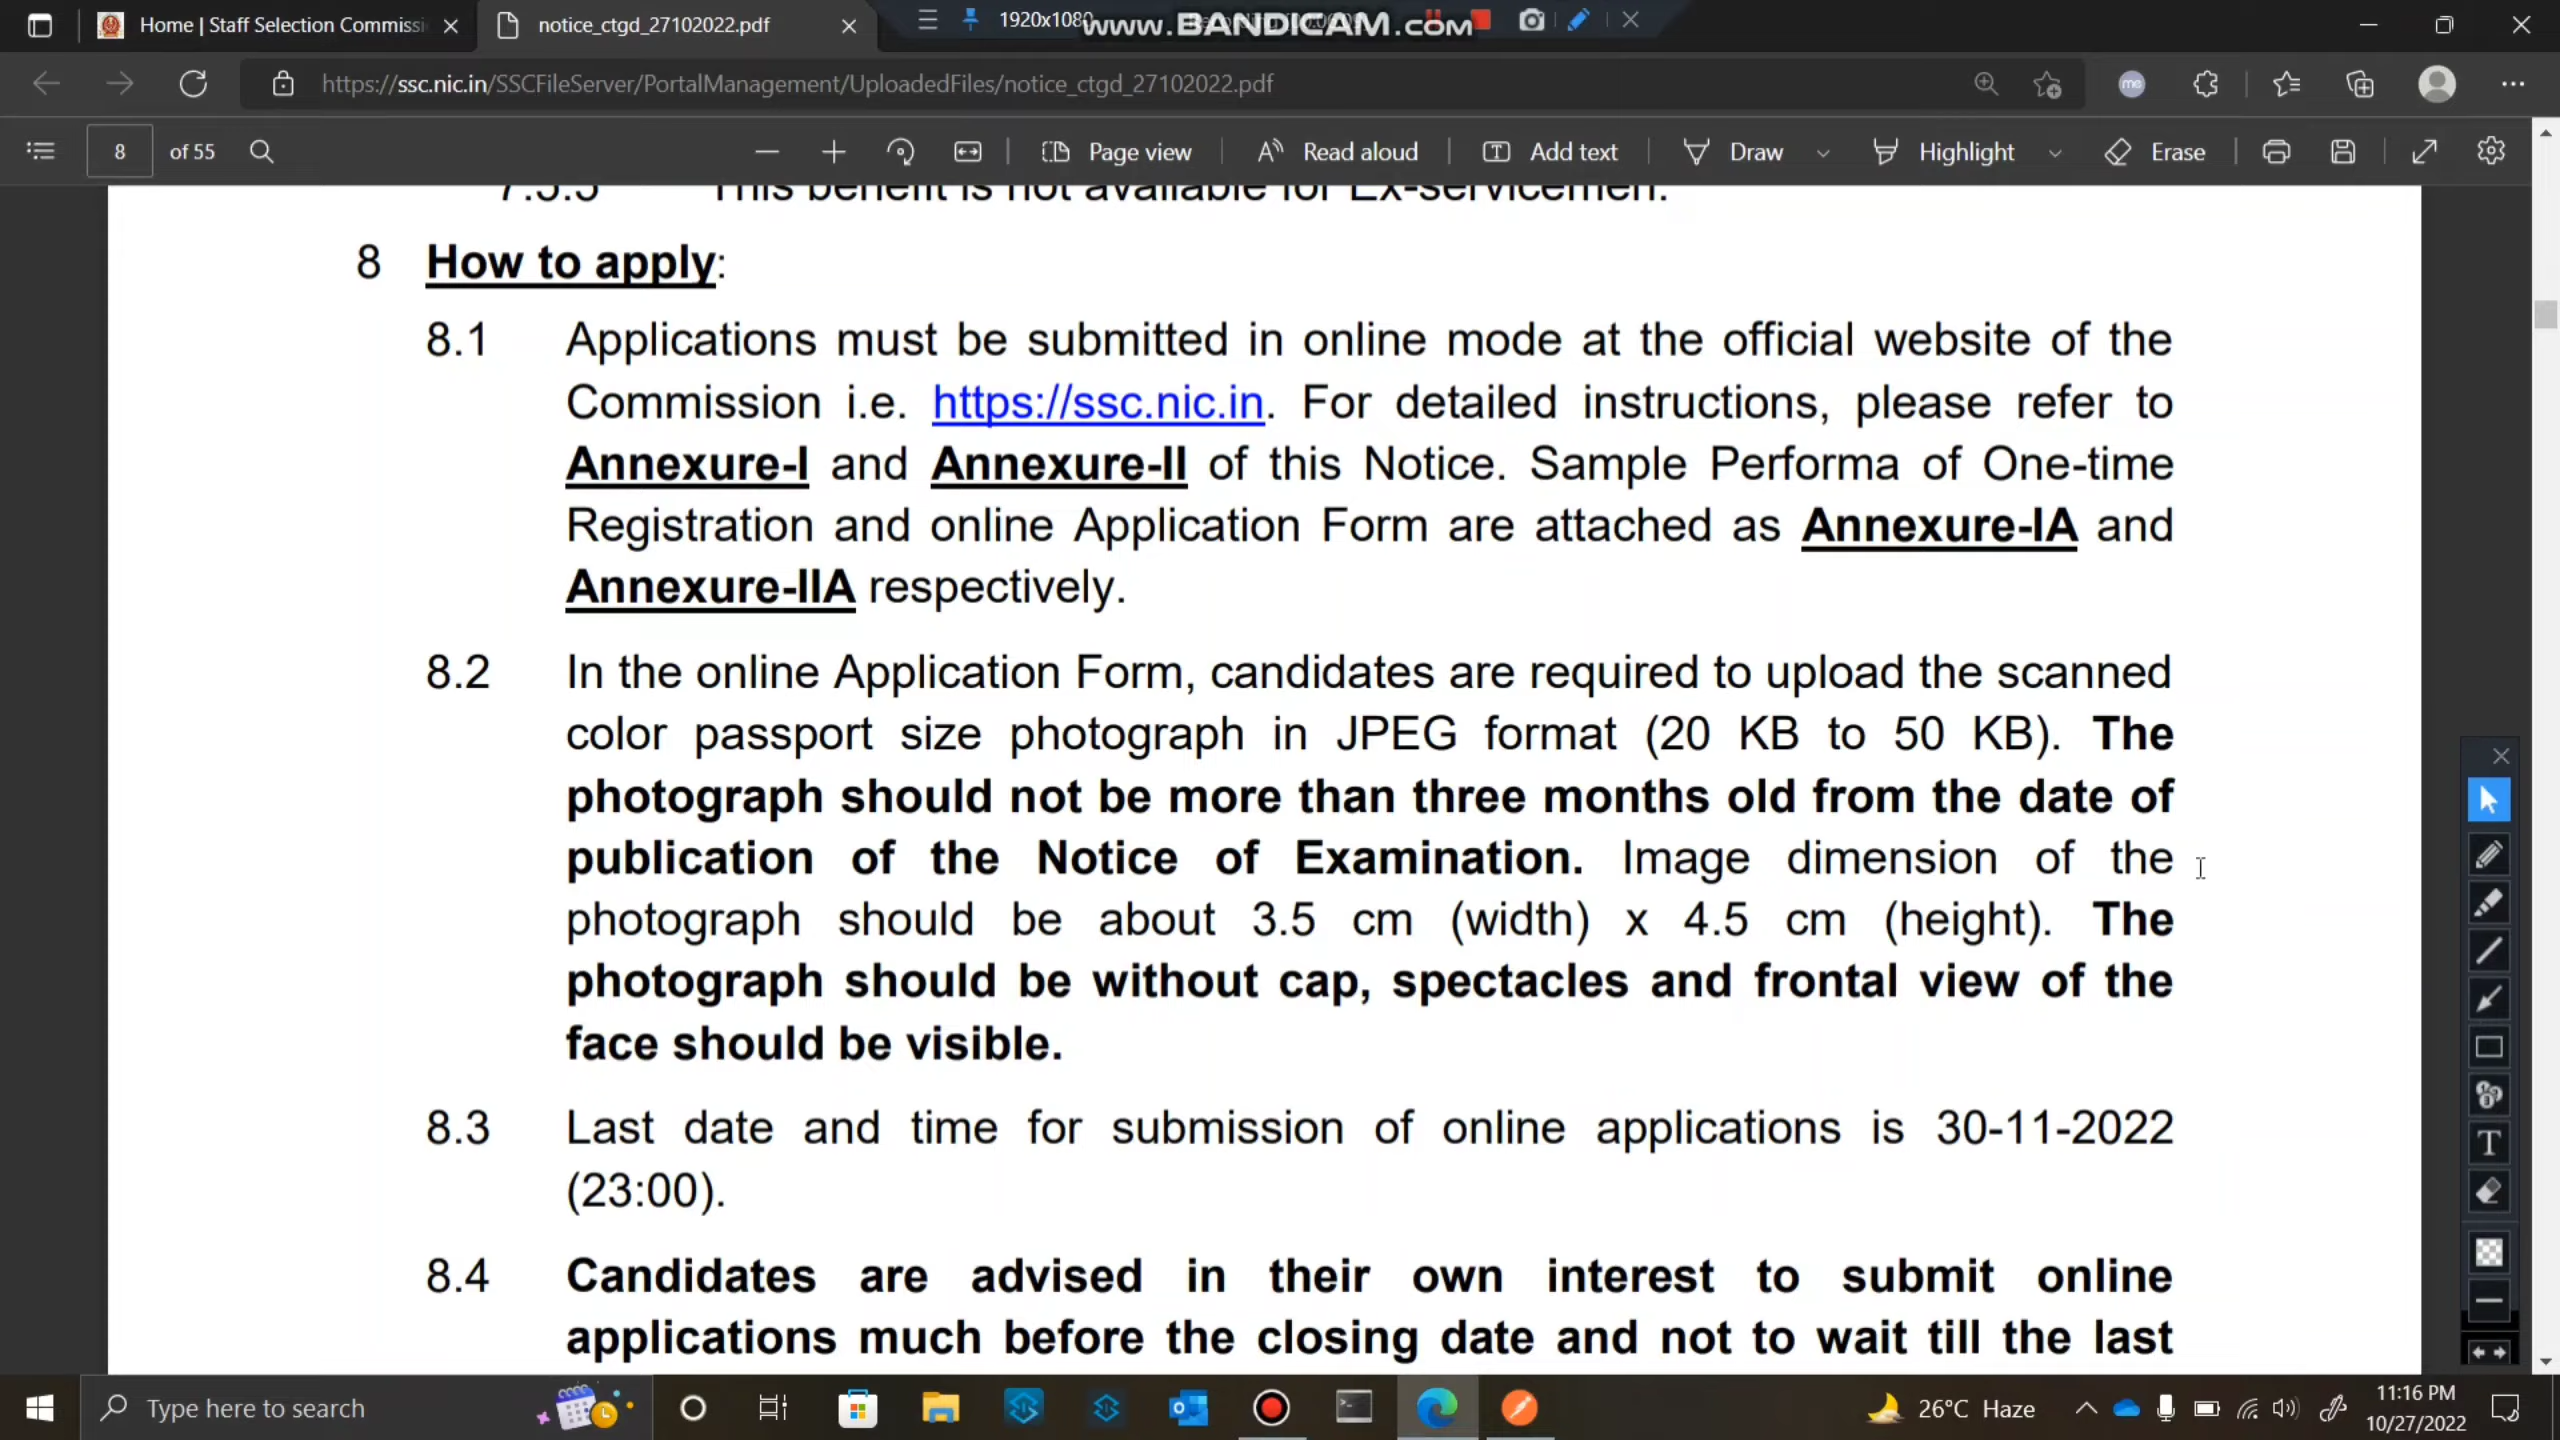 Home | Staff Selection Commissi
notice_ctgd_27102022.pdf
1920x1080
www.BANDICAM.com
https://ssc.nic.in/SSCFileServer/PortalManagement/UploadedFiles/notice_ctgd_27102022.pdf
8 of 55
Page view
Read aloud
Add text
Draw
Highlight
Erase
7.5.5 This benefit is not available for Ex-servicemen.
8 How to apply:
8.1 Applications must be submitted in online mode at the official website of the
Commission i.e. https://ssc.nic.in. For detailed instructions, please refer to
Annexure-I and Annexure-II of this Notice. Sample Performa of One-time
Registration and online Application Form are attached as Annexure-IA and
Annexure-IIA respectively.
8.2 In the online Application Form, candidates are required to upload the scanned
color passport size photograph in JPEG format (20 KB to 50 KB). The
photograph should not be more than three months old from the date of
publication of the Notice of Examination. Image dimension of the
photograph should be about 3.5 cm (width) x 4.5 cm (height). The
photograph should be without cap, spectacles and frontal view of the
face should be visible.
8.3 Last date and time for submission of online applications is 30-11-2022
(23:00).
8.4 Candidates are advised in their own interest to submit online
applications much before the closing date and not to wait till the last
Type here to search
26°C Haze
11:16 PM
10/27/2022